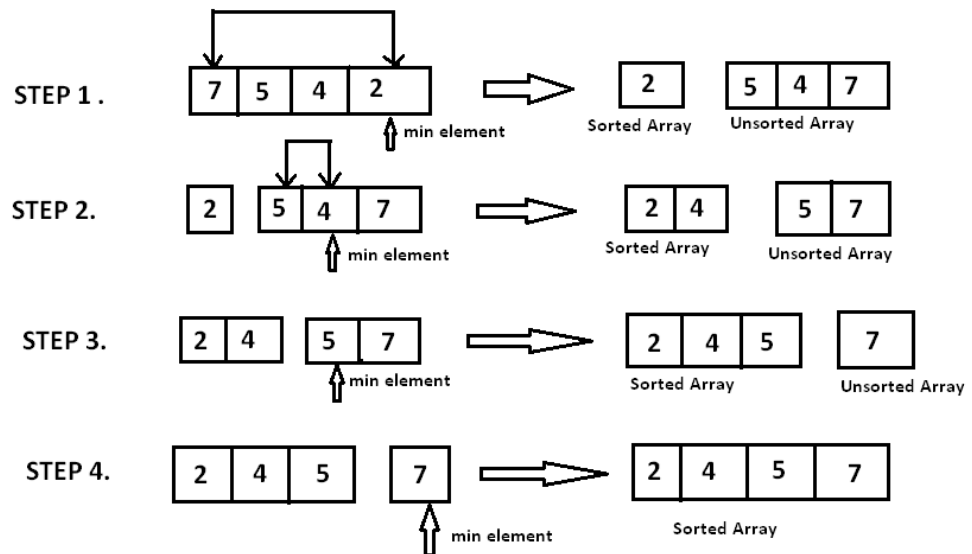 STEP 1 .
7 5 4 2
min element
2
Sorted Array
5 4 7
Unsorted Array
STEP 2.
2
5 4 7
min element
2 4
Sorted Array
5 7
Unsorted Array
STEP 3.
2 4
5 7
min element
2 4 5
Sorted Array
7
Unsorted Array
STEP 4.
2 4 5
7
min element
2 4 5 7
Sorted Array